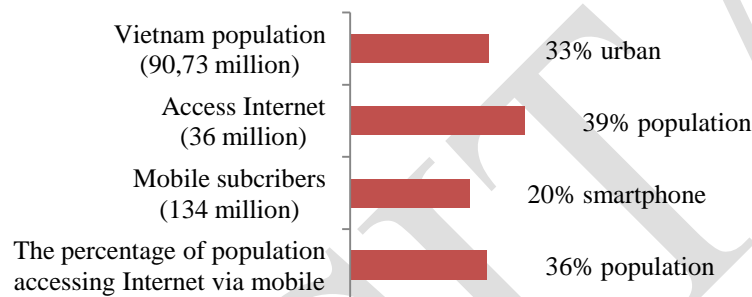 Vietnam population
(90,73 million)
33% urban
Access Internet
(36 million)
39% population
Mobile subcribers
(134 million)
20% smartphone
The percentage of population
accessing Internet via mobile
36% population